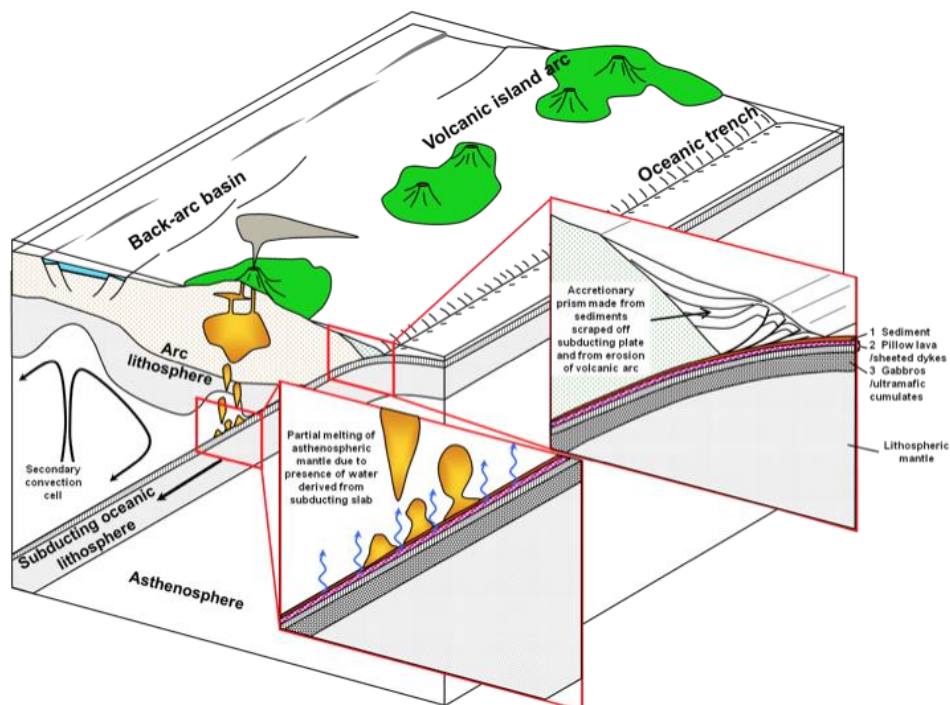 Volcanic island arc
Oceanic trench
Back-arc basin
Accretionary
prism made from
sediments
scraped off
subducting plate
and from erosion
of volcanic arc
1 Sediment
2 Pillow lava
/sheeted dykes
3 Gabbros
/ultramafic
cumulates
Lithospheric
mantle
Arc
lithosphere
Partial melting of
asthenospheric
mantle due to
presence of water
derived from
subducting slab
Secondary
convection
cell
Subducting oceanic
lithosphere
Asthenosphere